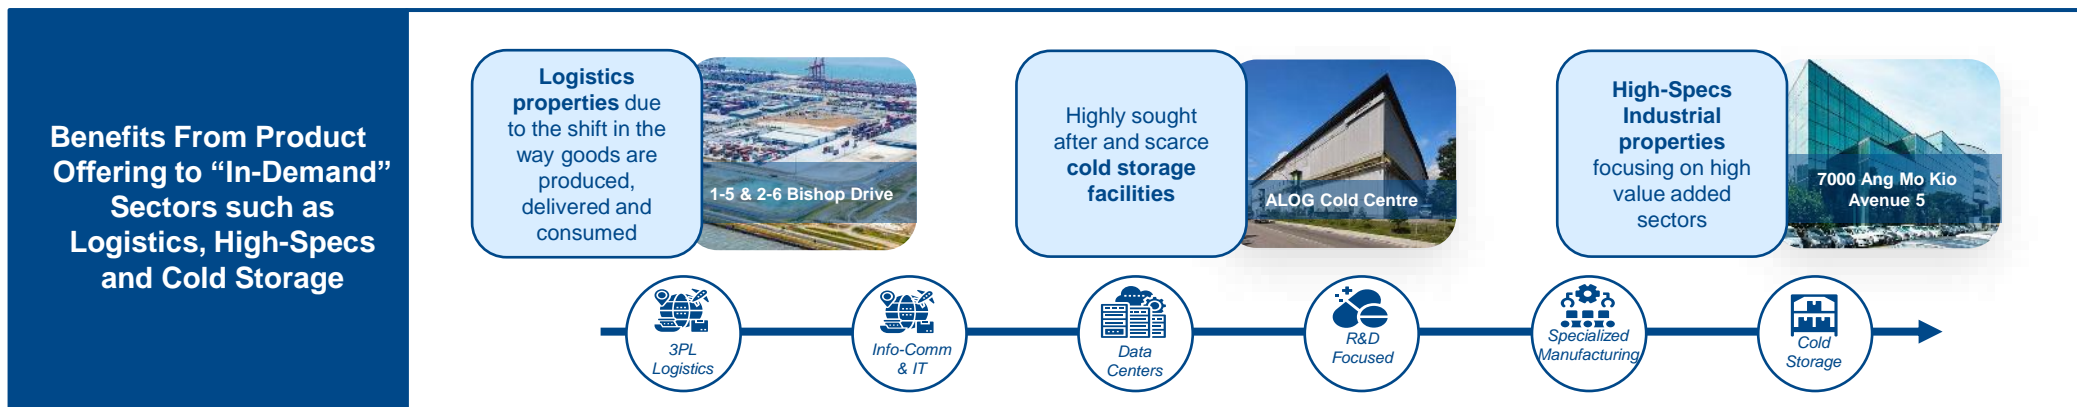 Benefits From Product
Offering to “In-Demand”
Sectors such as
Logistics, High-Specs
and Cold Storage
Logistics
properties due
to the shift in the
way goods are
produced,
delivered and
consumed
1-5 & 2-6 Bishop Drive
Highly sought
after and scarce
cold storage
facilities
ALOG Cold Centre
High-Specs
Industrial
properties
focusing on high
value added
sectors
7000 Ang Mo Kio
Avenue 5
3PL
Logistics
Info-Comm
& IT
Data
Centers
R&D
Focused
Specialized
Manufacturing
Cold
Storage